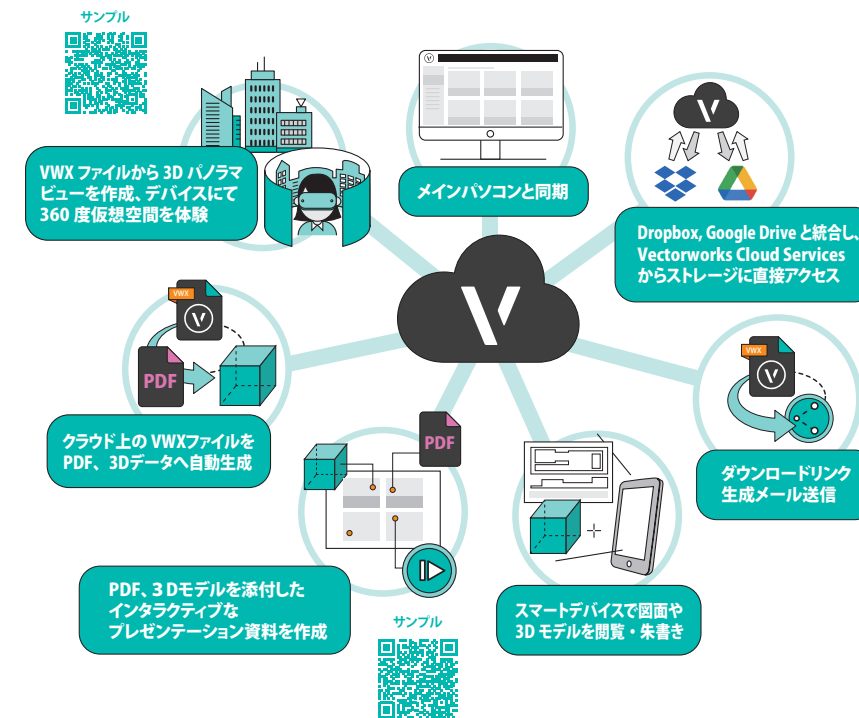 サンプル
VWX ファイルから 3D パノラマ
ビューを作成、デバイスにて
360 度仮想空間を体験
メインパソコンと同期
Dropbox, Google Drive と統合し、
Vectorworks Cloud Services
からストレージに直接アクセス
VWX
PDF
クラウド上の VWXファイルを
PDF、3Dデータへ自動生成
VWX
ダウンロードリンク
生成メール送信
PDF
PDF、３Dモデルを添付した
インタラクティブな
プレゼンテーション資料を作成
スマートデバイスで図面や
3D モデルを閲覧・朱書き
サンプル